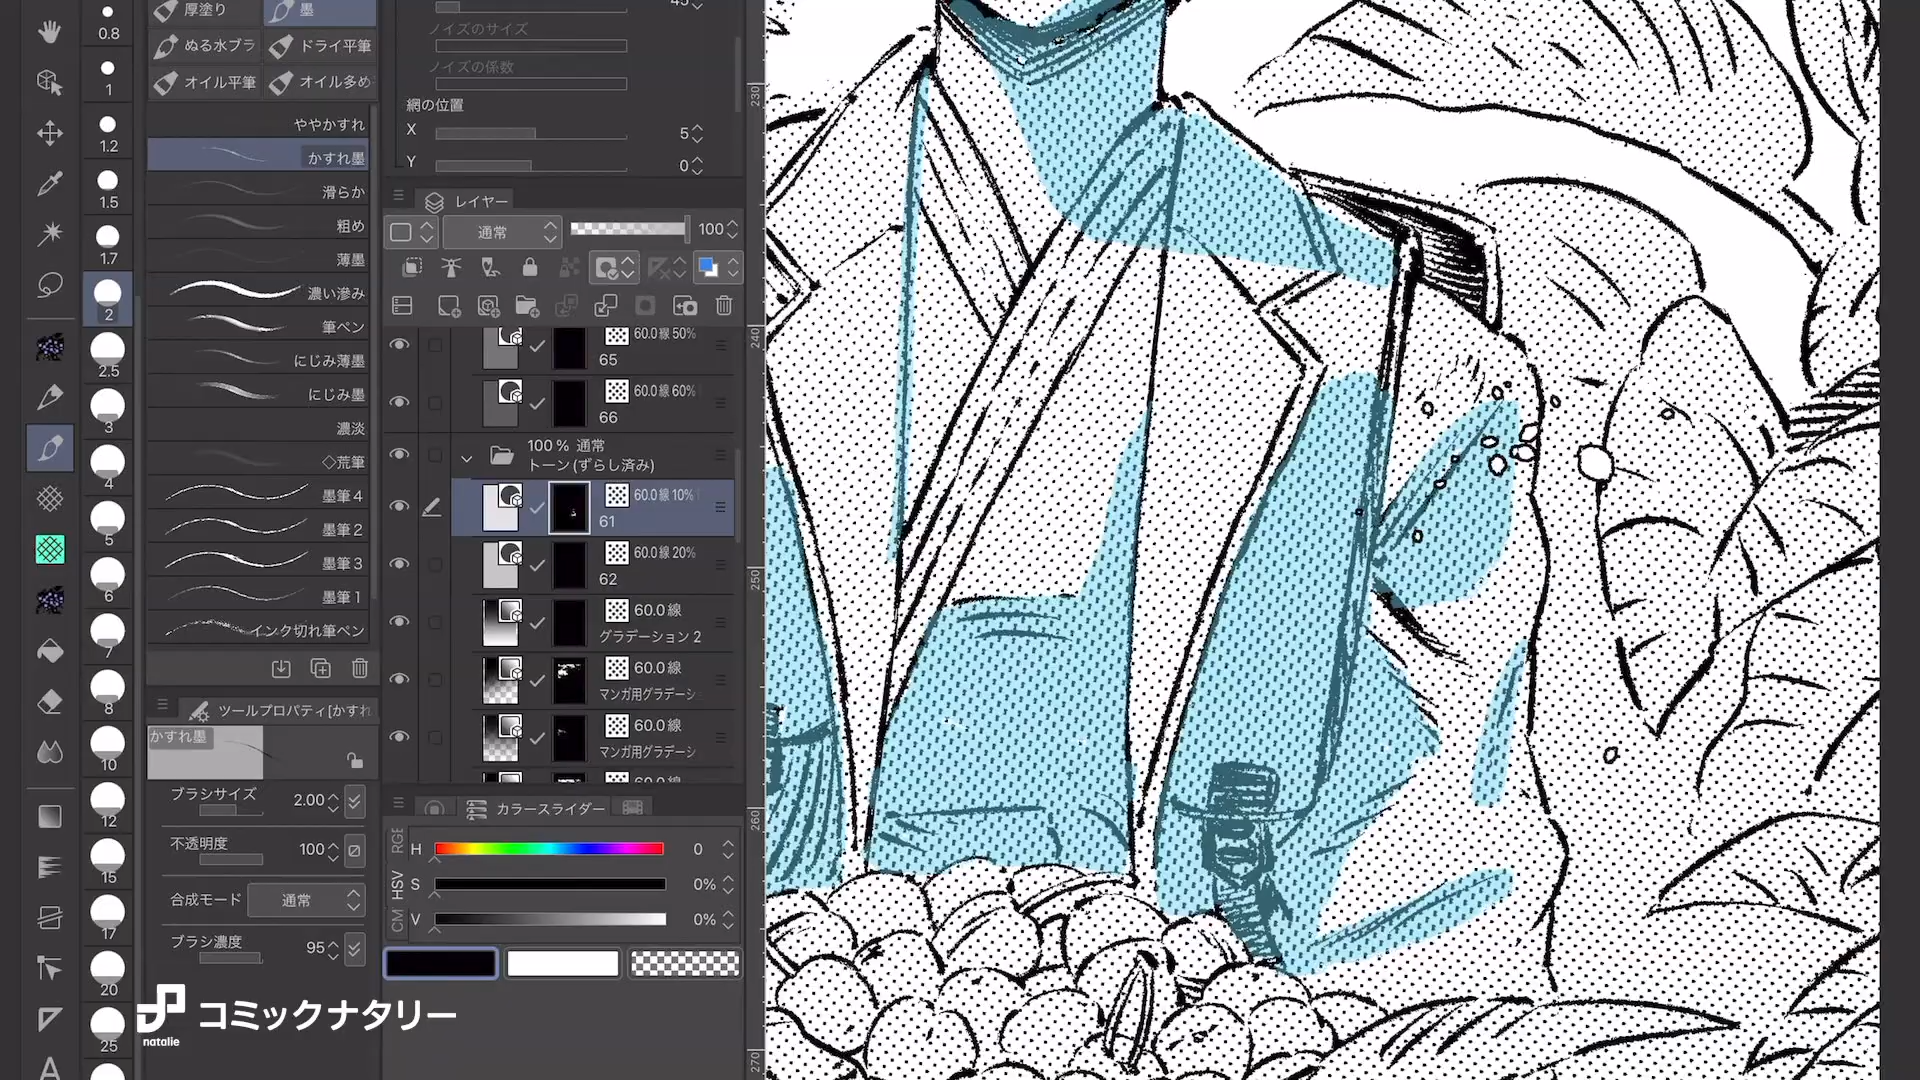 0.8
1
1.2
1.5
1.7
2
2.5
3
4
5
6
7
8
10
12
15
17
20
25
厚塗り
墨
ぬる水ブラ
ドライ平筆
オイル平筆
オイル多め
ややかすれ
かすれ墨
滑らか
粗め
薄墨
濃い滲み
筆ペン
にじみ薄墨
にじみ墨
濃淡
◇荒筆
墨筆4
墨筆2
墨筆3
墨筆1
インク切れ筆ペン
ツールプロパティ[かすれ
かすれ墨
ブラシサイズ 2.00
不透明度 100
合成モード 通常
ブラシ濃度 95
45
ノイズのサイズ
ノイズの係数
網の位置
X 5
Y 0
レイヤー
通常 100
60.0線 50%
65
60.0線 60%
66
100 % 通常
トーン(ずらし済み)
60.0線 10%
61
60.0線 20%
62
60.0線
グラデーション 2
60.0線
マンガ用グラデーシ
60.0線
マンガ用グラデーシ
60.0線
カラースライダー
RGE
HSV
CM
H 0
S 0%
V 0%
230
240
250
260
270
コミックナタリー
natalie